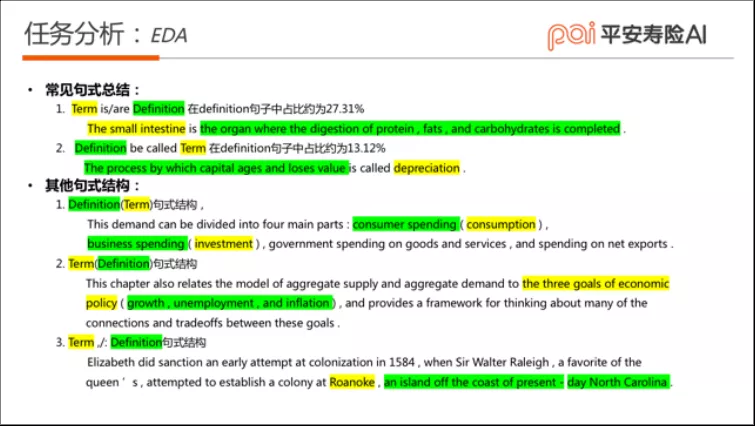 任务分析：EDA
pai 平安寿险AI
• 常见句式总结：
1. Term is/are Definition 在definition句子中占比约为27.31%
The small intestine is the organ where the digestion of protein , fats , and carbohydrates is completed .
2. Definition be called Term 在definition句子中占比约为13.12%
The process by which capital ages and loses value is called depreciation .
• 其他句式结构：
1. Definition(Term)句式结构 ,
This demand can be divided into four main parts : consumer spending ( consumption ) ,
business spending ( investment ) , government spending on goods and services , and spending on net exports .
2. Term(Definition)句式结构
This chapter also relates the model of aggregate supply and aggregate demand to the three goals of economic
policy ( growth , unemployment , and inflation ) , and provides a framework for thinking about many of the
connections and tradeoffs between these goals .
3. Term ,/: Definition句式结构
Elizabeth did sanction an early attempt at colonization in 1584 , when Sir Walter Raleigh , a favorite of the
queen ' s , attempted to establish a colony at Roanoke , an island off the coast of present - day North Carolina .